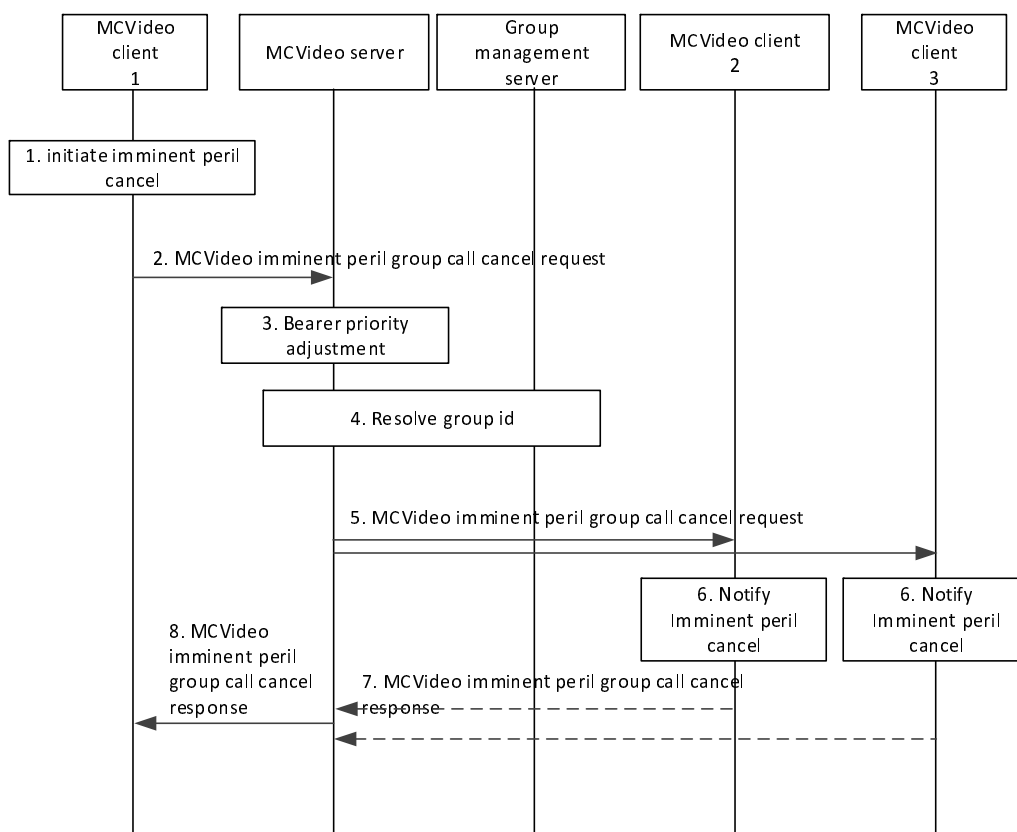 MCVideo
client
1
MCVideo server
Group
management
server
MCVideo client
2
MCVideo
client
3
1. initiate imminent peril
cancel
2. MCVideo imminent peril group call cancel request
3. Bearer priority
adjustment
4. Resolve group id
5. MCVideo imminent peril group call cancel request
6. Notify
Imminent peril
cancel
6. Notify
Imminent peril
cancel
8. MCVideo
imminent peril
group call cancel
response
7. MCVideo imminent peril group call cancel
response